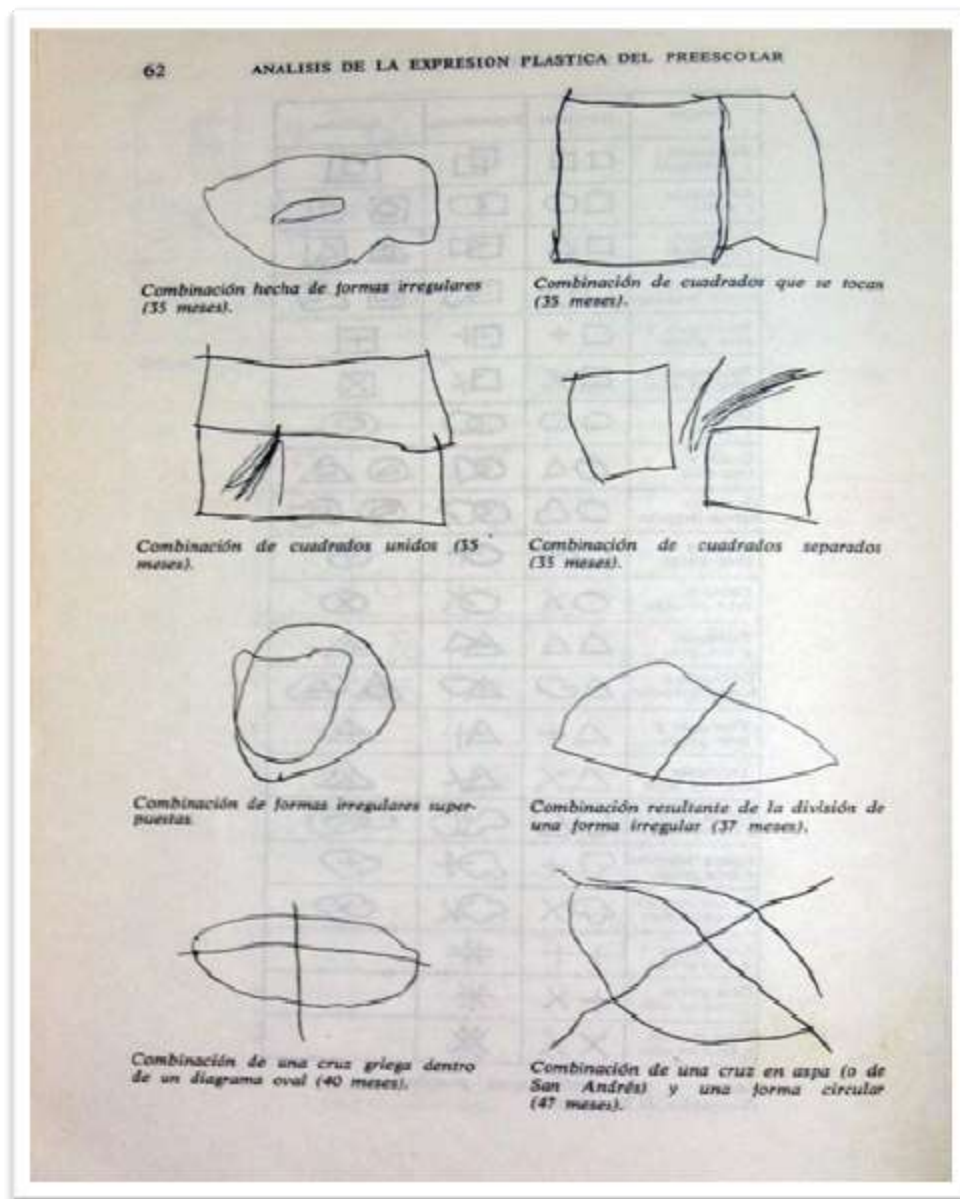 62 ANALISIS DE LA EXPRESION PLASTICA DEL PREESCOLAR
Combinación hecha de formas irregulares
(35 meses).
Combinación de cuadrados que se tocan
(35 meses).
Combinación de cuadrados unidos (35
meses).
Combinación de cuadrados separados
(35 meses).
Combinación de formas irregulares super-
puestas
Combinación resultante de la división de
una forma irregular (37 meses).
Combinación de una cruz griega dentro
de un diagrama oval (40 meses).
Combinación de una cruz en aspa (o de
San Andrés) y una forma circular
(47 meses).